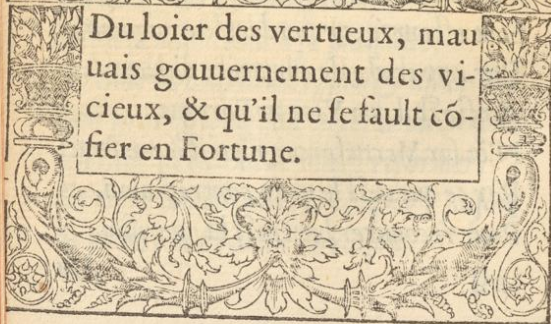 Du loier des vertueux, mau
uais gouuernement des vi-
cieux, & qu'il ne ſe fault cõ-
fier en Fortune.